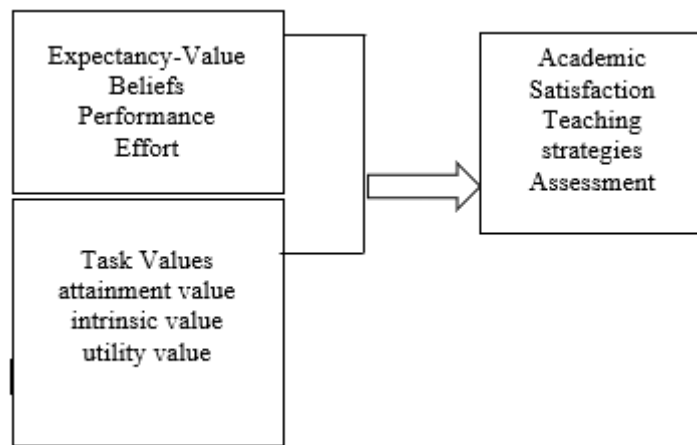 Expectancy-Value
Beliefs
Performance
Effort
Task Values
attainment value
intrinsic value
utility value
Academic
Satisfaction
Teaching
strategies
Assessment